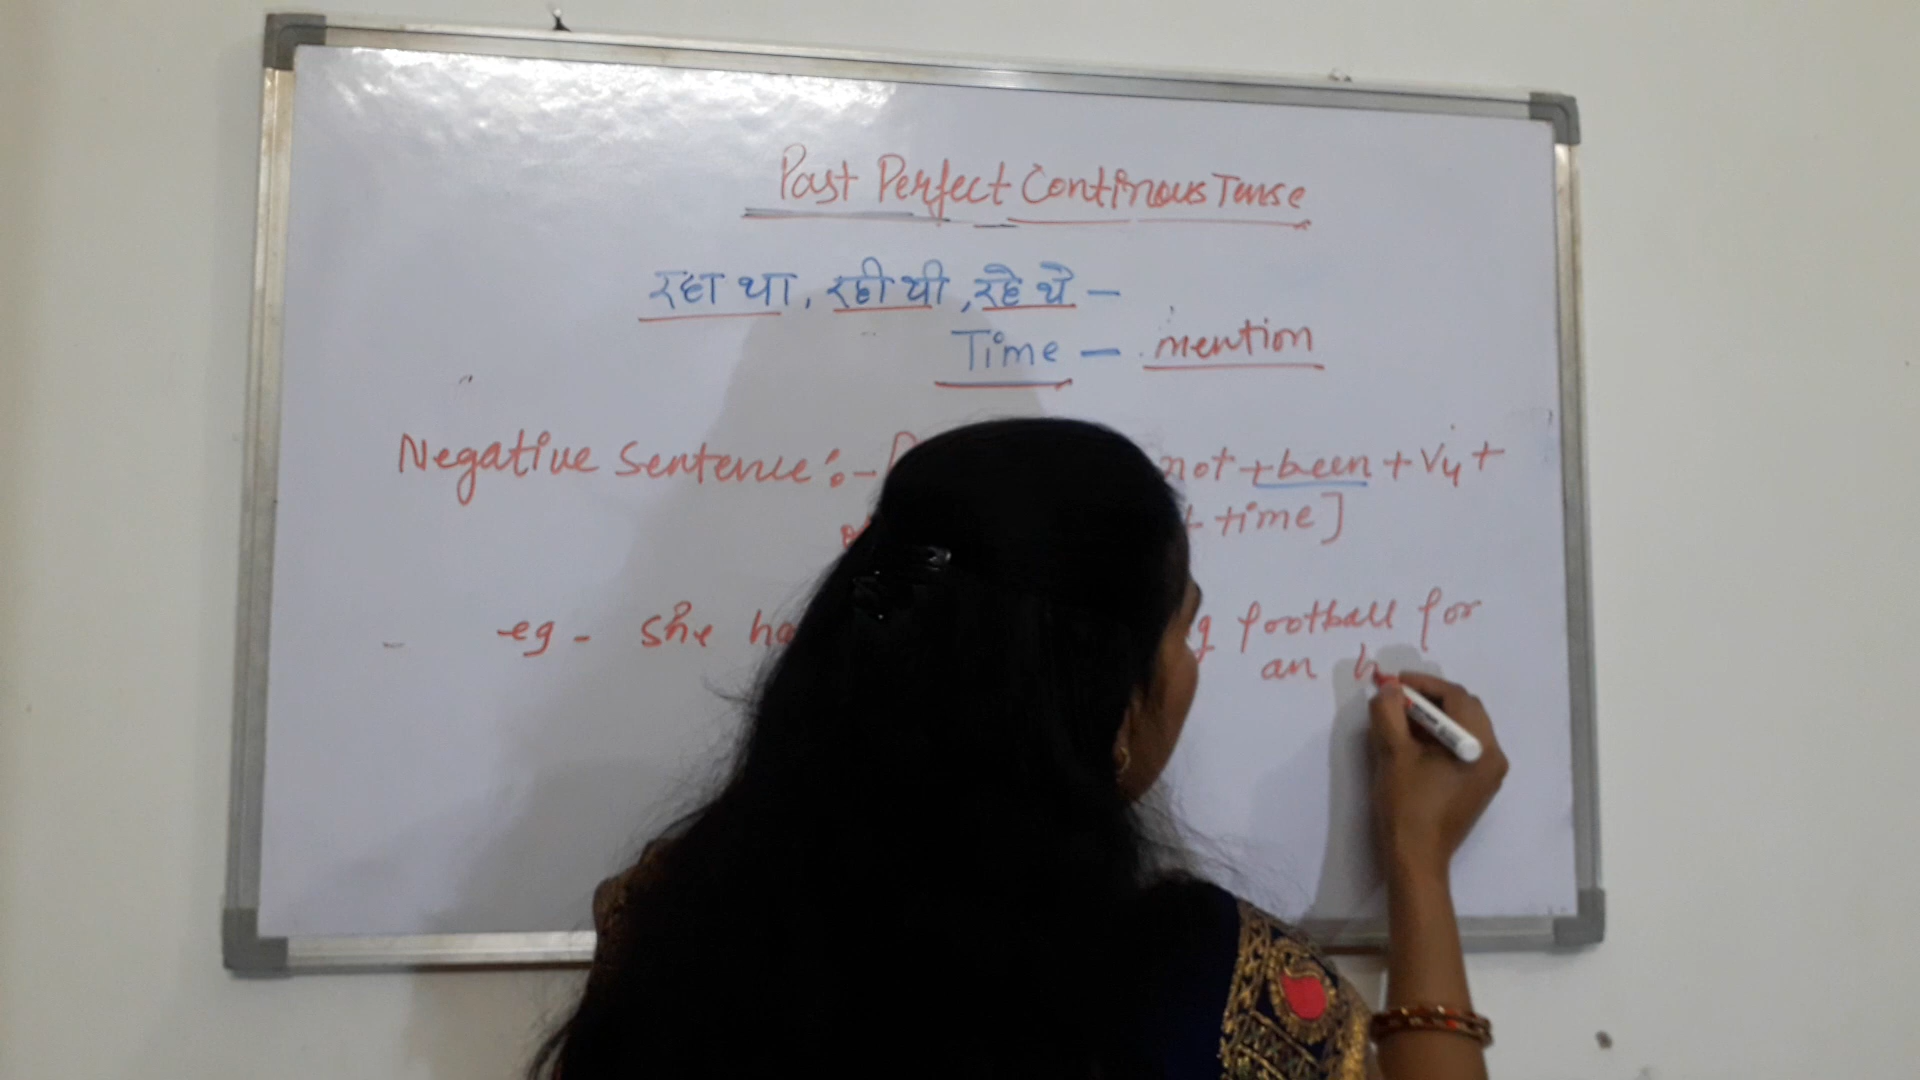 Past Perfect Continous Tense
रहा था, रही थी, रहे थे -
Time - mention
Negative Sentence :- not + been + V4 +
+ time]
eg - She football for
an